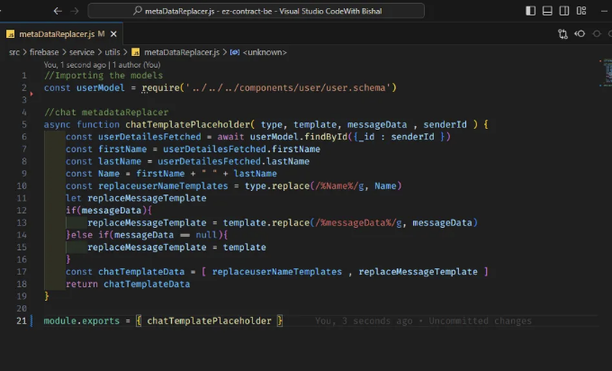 metaDataReplacer.js - ez-contract-be - Visual Studio CodeWith Bishal
JS metaDataReplacer.js M
src > firebase > service > utils > JS metaDataReplacer.js > <unknown>
You, 1 second ago | 1 author (You)
1 //Importing the models
2 const userModel = require('../../../components/user/user.schema')
3
4 //chat metadataReplacer
5 async function chatTemplatePlaceholder( type, template, messageData , senderId ) {
6 const userDetailesFetched = await userModel.findById({_id : senderId })
7 const firstName = userDetailesFetched.firstName
8 const lastName = userDetailesFetched.lastName
9 const Name = firstName + " " + lastName
10 const replaceuserNameTemplates = type.replace(/%Name%/g, Name)
11 let replaceMessageTemplate
12 if(messageData){
13 replaceMessageTemplate = template.replace(/%messageData%/g, messageData)
14 }else if(messageData == null){
15 replaceMessageTemplate = template
16 }
17 const chatTemplateData = [ replaceuserNameTemplates , replaceMessageTemplate ]
18 return chatTemplateData
19 }
20
21 module.exports = { chatTemplatePlaceholder } You, 3 seconds ago • Uncommitted changes